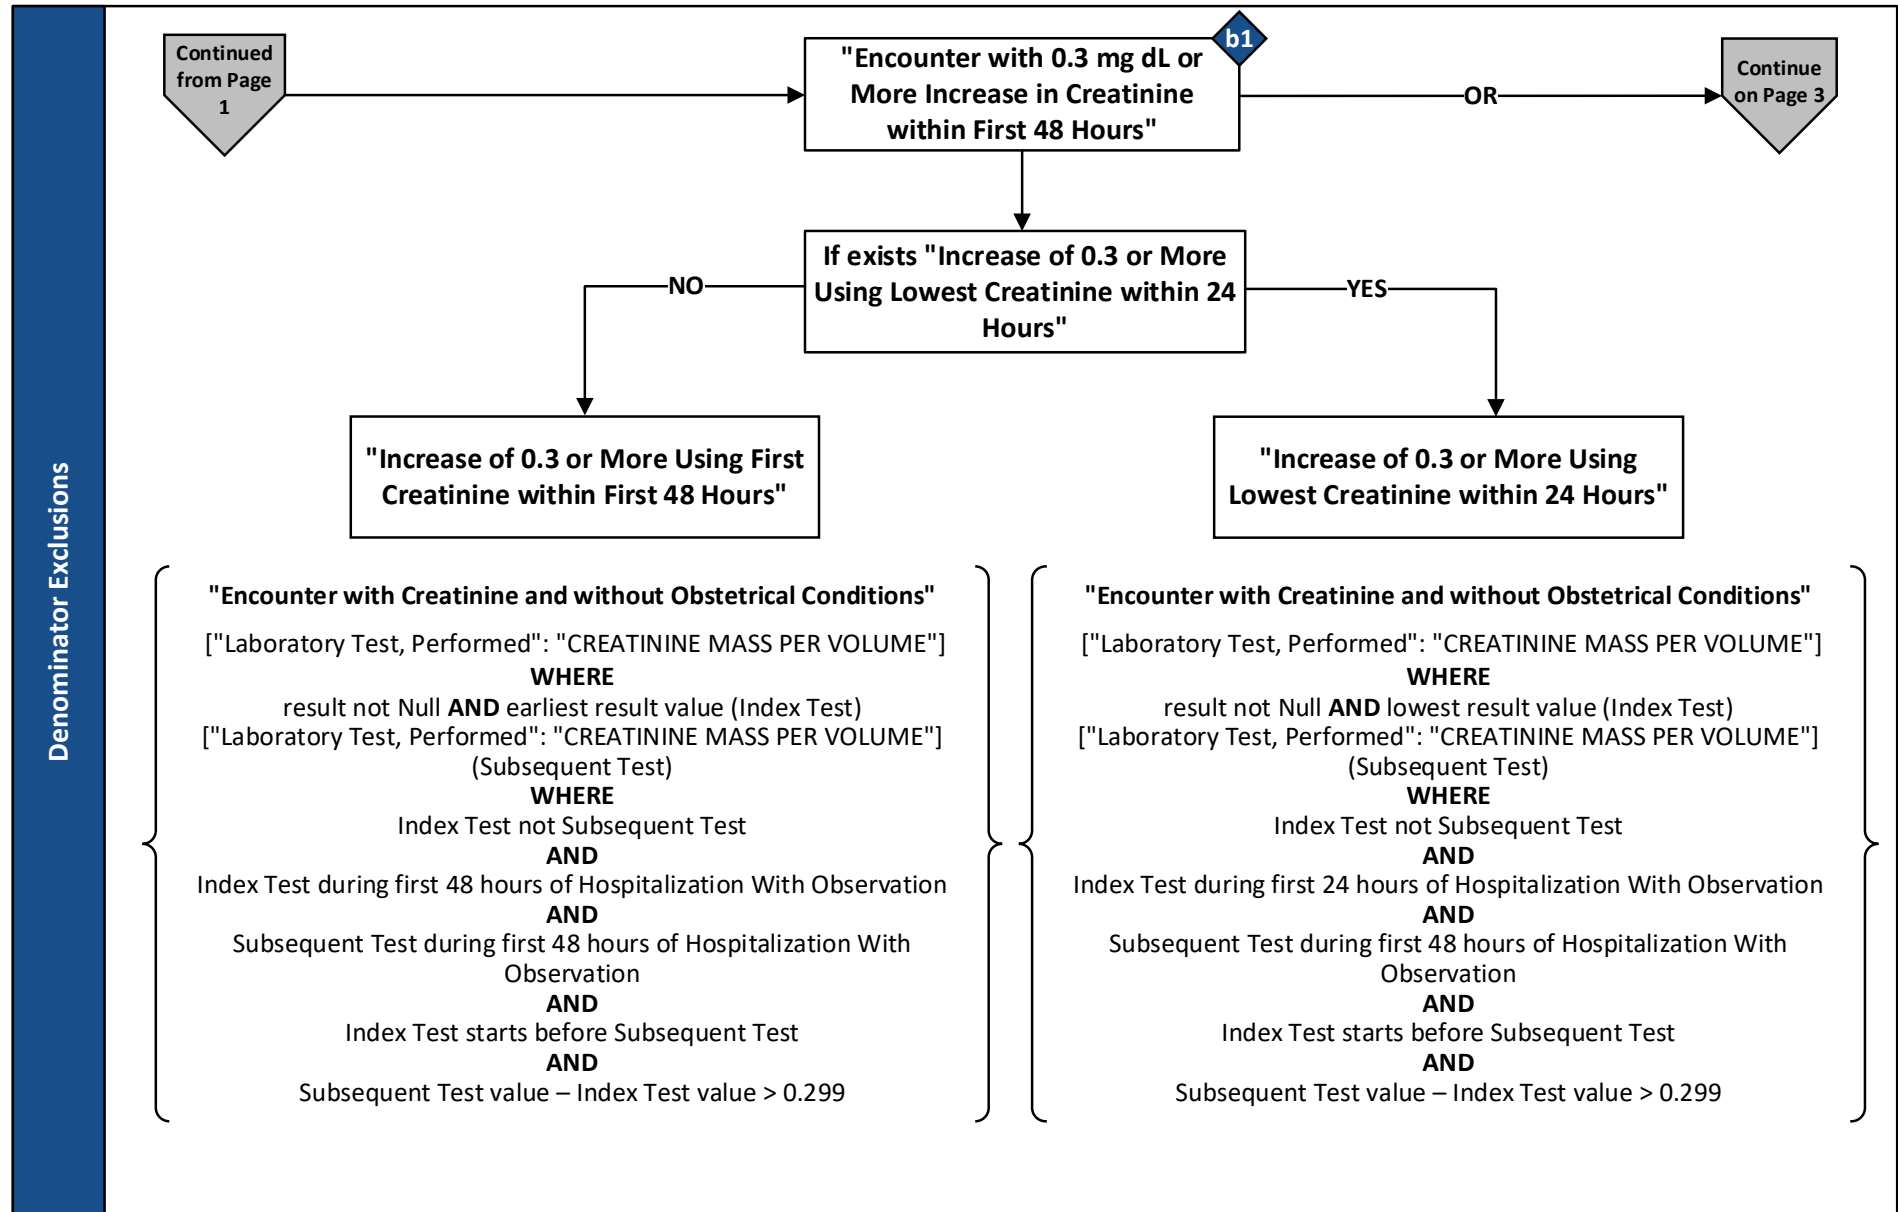 Denominator Exclusions
Continued
from Page
1
"Encounter with 0.3 mg dL or
More Increase in Creatinine
within First 48 Hours"
b1
OR
Continue
on Page 3
If exists "Increase of 0.3 or More
Using Lowest Creatinine within 24
Hours"
NO
YES
"Increase of 0.3 or More Using First
Creatinine within First 48 Hours"
"Increase of 0.3 or More Using
Lowest Creatinine within 24 Hours"
"Encounter with Creatinine and without Obstetrical Conditions"
["Laboratory Test, Performed": "CREATININE MASS PER VOLUME"]
WHERE
result not Null AND earliest result value (Index Test)
["Laboratory Test, Performed": "CREATININE MASS PER VOLUME"]
(Subsequent Test)
WHERE
Index Test not Subsequent Test
AND
Index Test during first 48 hours of Hospitalization With Observation
AND
Subsequent Test during first 48 hours of Hospitalization With
Observation
AND
Index Test starts before Subsequent Test
AND
Subsequent Test value – Index Test value > 0.299
"Encounter with Creatinine and without Obstetrical Conditions"
["Laboratory Test, Performed": "CREATININE MASS PER VOLUME"]
WHERE
result not Null AND lowest result value (Index Test)
["Laboratory Test, Performed": "CREATININE MASS PER VOLUME"]
(Subsequent Test)
WHERE
Index Test not Subsequent Test
AND
Index Test during first 24 hours of Hospitalization With Observation
AND
Subsequent Test during first 48 hours of Hospitalization With
Observation
AND
Index Test starts before Subsequent Test
AND
Subsequent Test value – Index Test value > 0.299